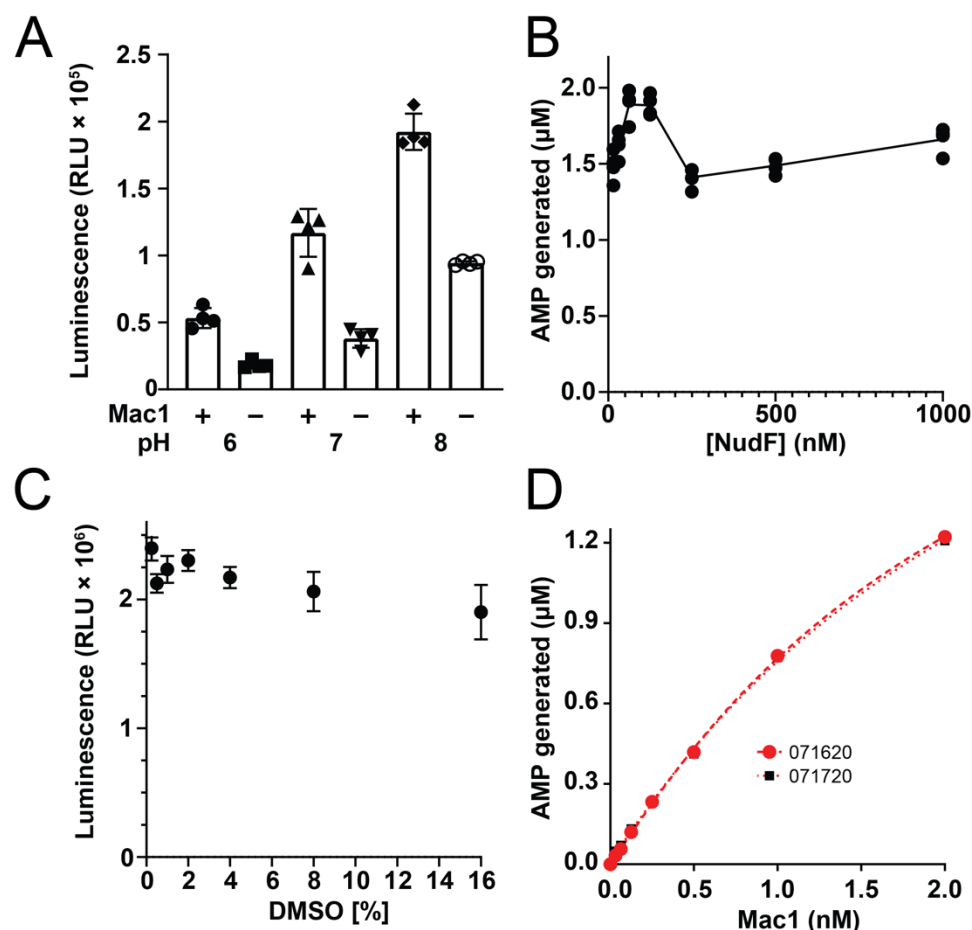 A
Luminescence (RLU × 10⁵)
2.5
2
1.5
1
0.5
0
Mac1 + − + − + −
pH 6 7 8
B
AMP generated (μM)
2.0
1.5
1.0
0.5
0.0
0 500 1000
[NudF] (nM)
C
Luminescence (RLU × 10⁶)
2
1
0
0 2 4 6 8 10 12 14 16
DMSO [%]
D
AMP generated (μM)
1.2
0.9
0.6
0.3
0.0
071620
071720
0.0 0.5 1.0 1.5 2.0
Mac1 (nM)